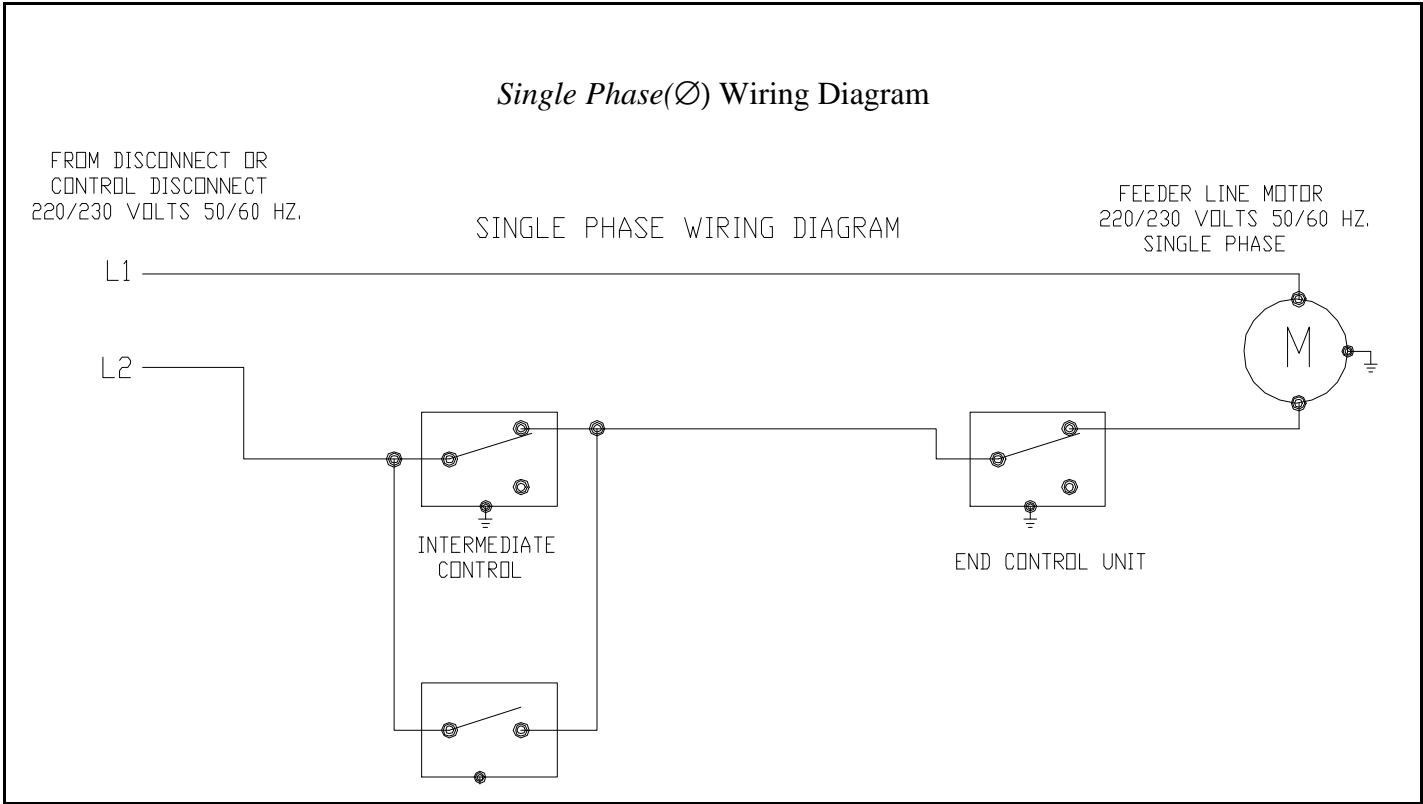 Single Phase(∅) Wiring Diagram
FROM DISCONNECT OR
CONTROL DISCONNECT
220/230 VOLTS 50/60 HZ.
SINGLE PHASE WIRING DIAGRAM
FEEDER LINE MOTOR
220/230 VOLTS 50/60 HZ.
SINGLE PHASE
L1
M
L2
INTERMEDIATE
CONTROL
END CONTROL UNIT